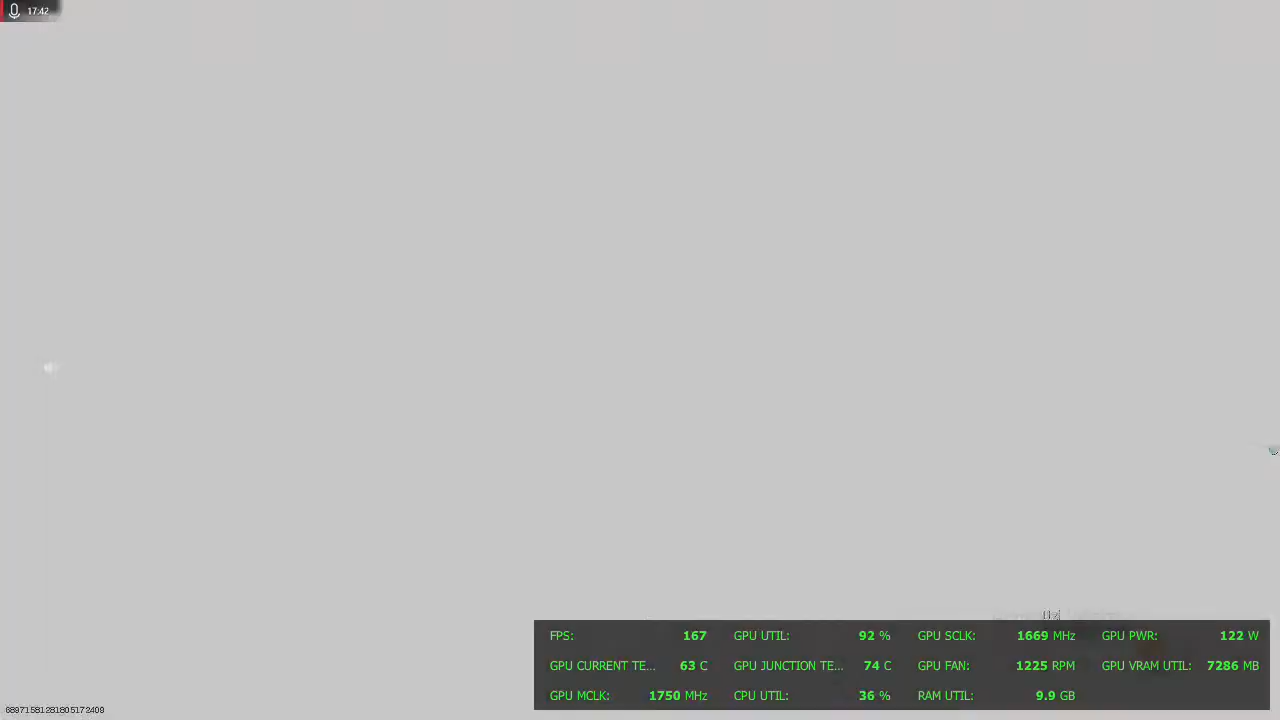 17:42
FPS: 167 GPU UTIL: 92 % GPU SCLK: 1669 MHz GPU PWR: 122 W
GPU CURRENT TE... 63 C GPU JUNCTION TE... 74 C GPU FAN: 1225 RPM GPU VRAM UTIL: 7286 MB
GPU MCLK: 1750 MHz CPU UTIL: 36 % RAM UTIL: 9.9 GB